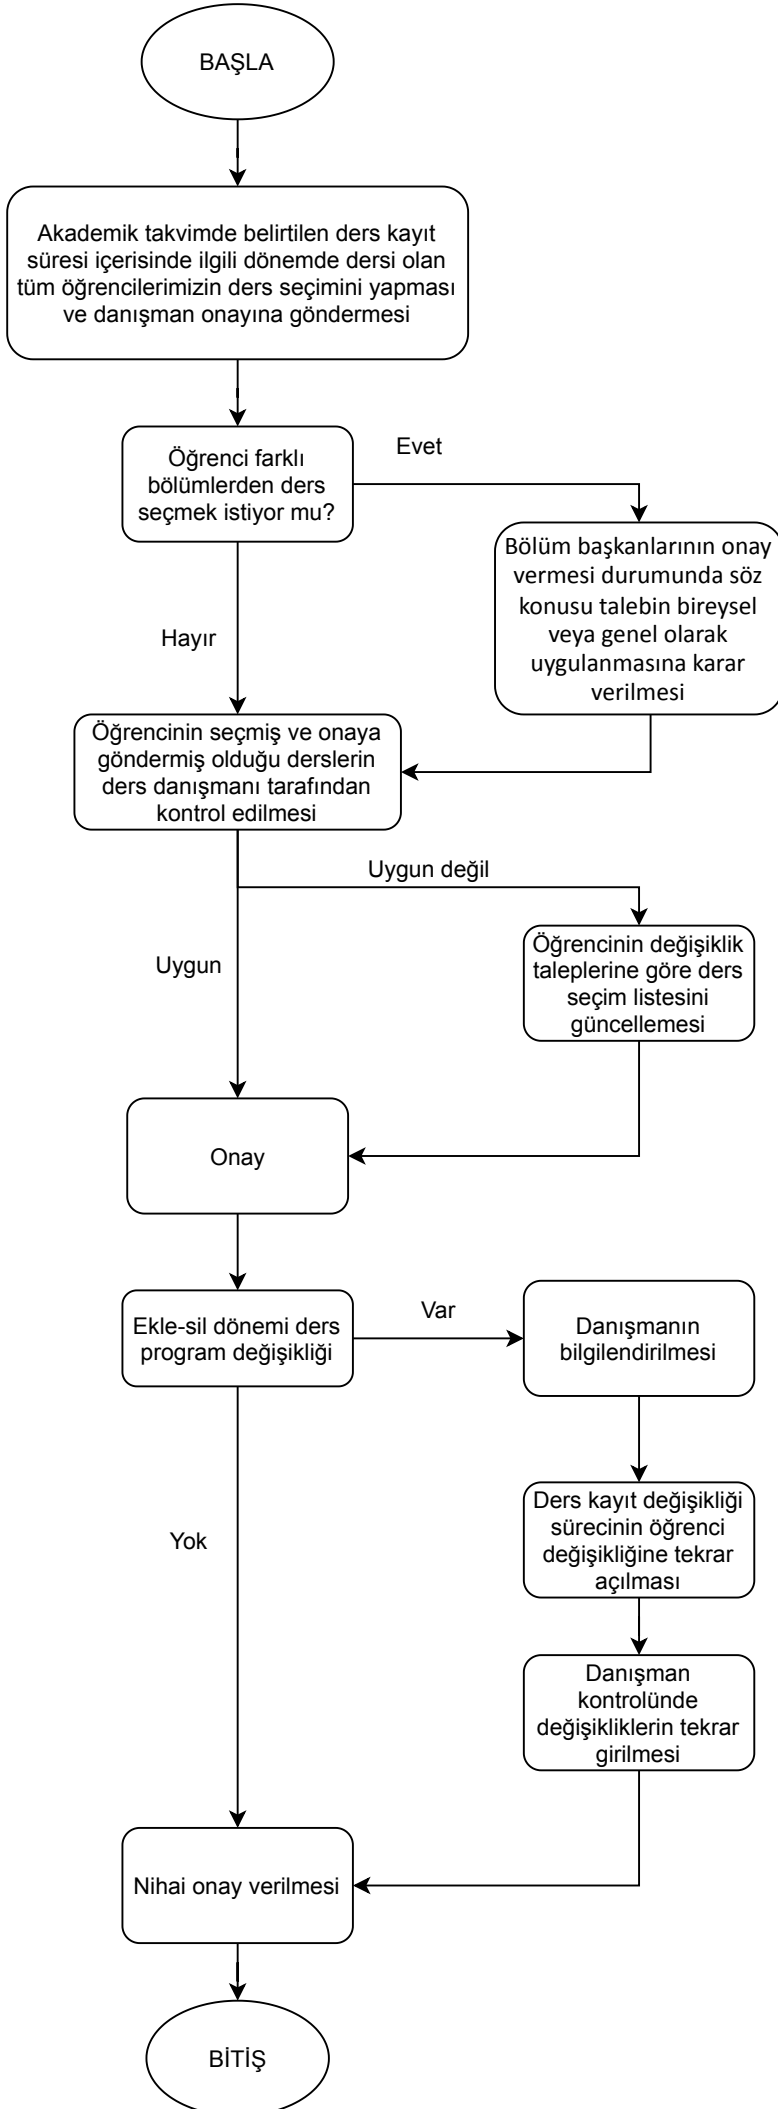 BAŞLA
Akademik takvimde belirtilen ders kayıt
süresi içerisinde ilgili dönemde dersi olan
tüm öğrencilerimizin ders seçimini yapması
ve danışman onayına göndermesi
Öğrenci farklı
bölümlerden ders
seçmek istiyor mu?
Evet
Bölüm başkanlarının onay
vermesi durumunda söz
konusu talebin bireysel
veya genel olarak
uygulanmasına karar
verilmesi
Hayır
Öğrencinin seçmiş ve onaya
göndermiş olduğu derslerin
ders danışmanı tarafından
kontrol edilmesi
Uygun değil
Öğrencinin değişiklik
taleplerine göre ders
seçim listesini
güncellemesi
Uygun
Onay
Ekle-sil dönemi ders
program değişikliği
Var
Danışmanın
bilgilendirilmesi
Ders kayıt değişikliği
sürecinin öğrenci
değişikliğine tekrar
açılması
Yok
Danışman
kontrolünde
değişikliklerin tekrar
girilmesi
Nihai onay verilmesi
BİTİŞ